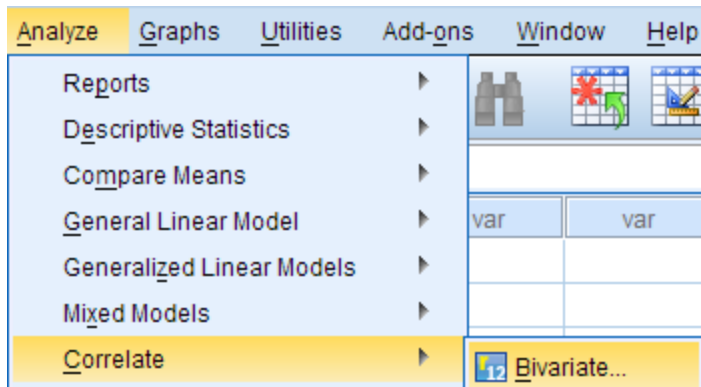 Analyze Graphs Utilities Add-ons Window Help
Reports
Descriptive Statistics
Compare Means
General Linear Model
var var
Generalized Linear Models
Mixed Models
Correlate
12 Bivariate...